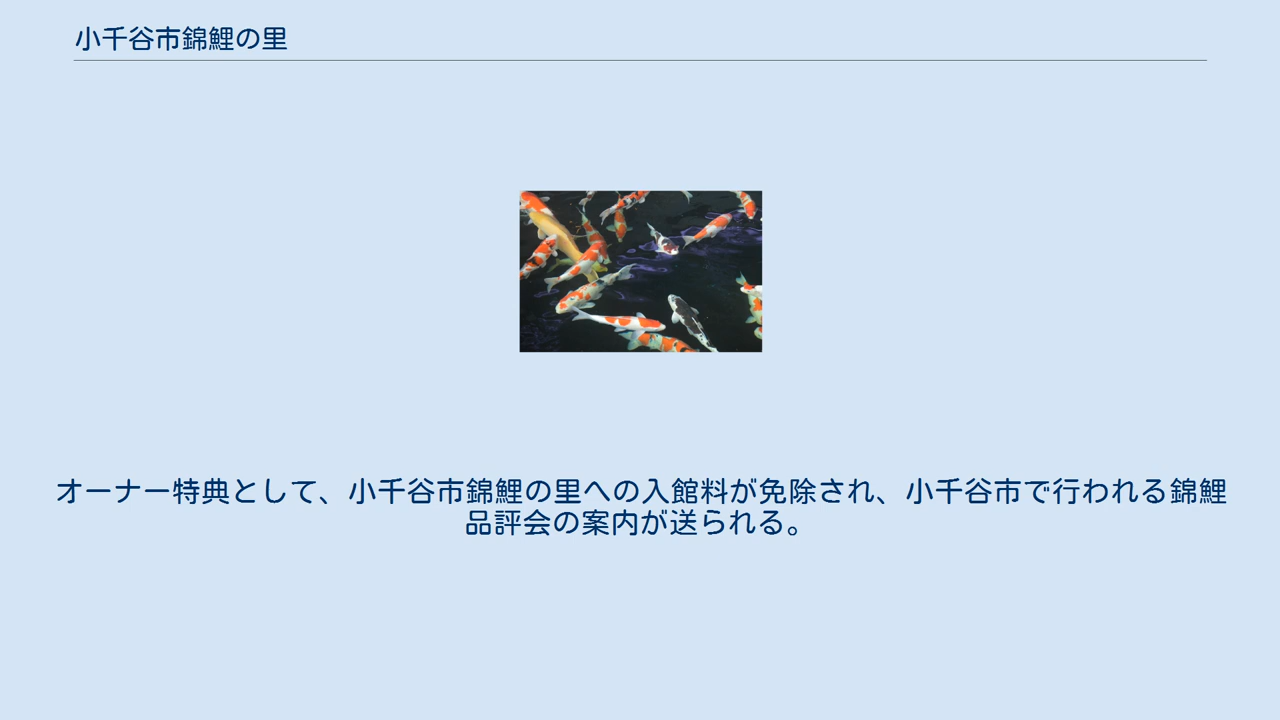 小千谷市錦鯉の里
オーナー特典として、小千谷市錦鯉の里への入館料が免除され、小千谷市で行われる錦鯉
品評会の案内が送られる。